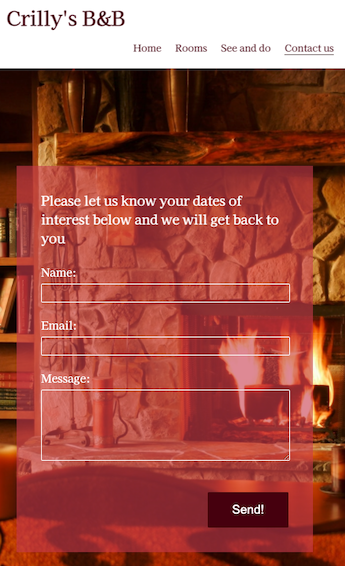 Crilly's B&B
Home Rooms See and do Contact us
Please let us know your dates of
interest below and we will get back to
you
Name:
Email:
Message:
Send!